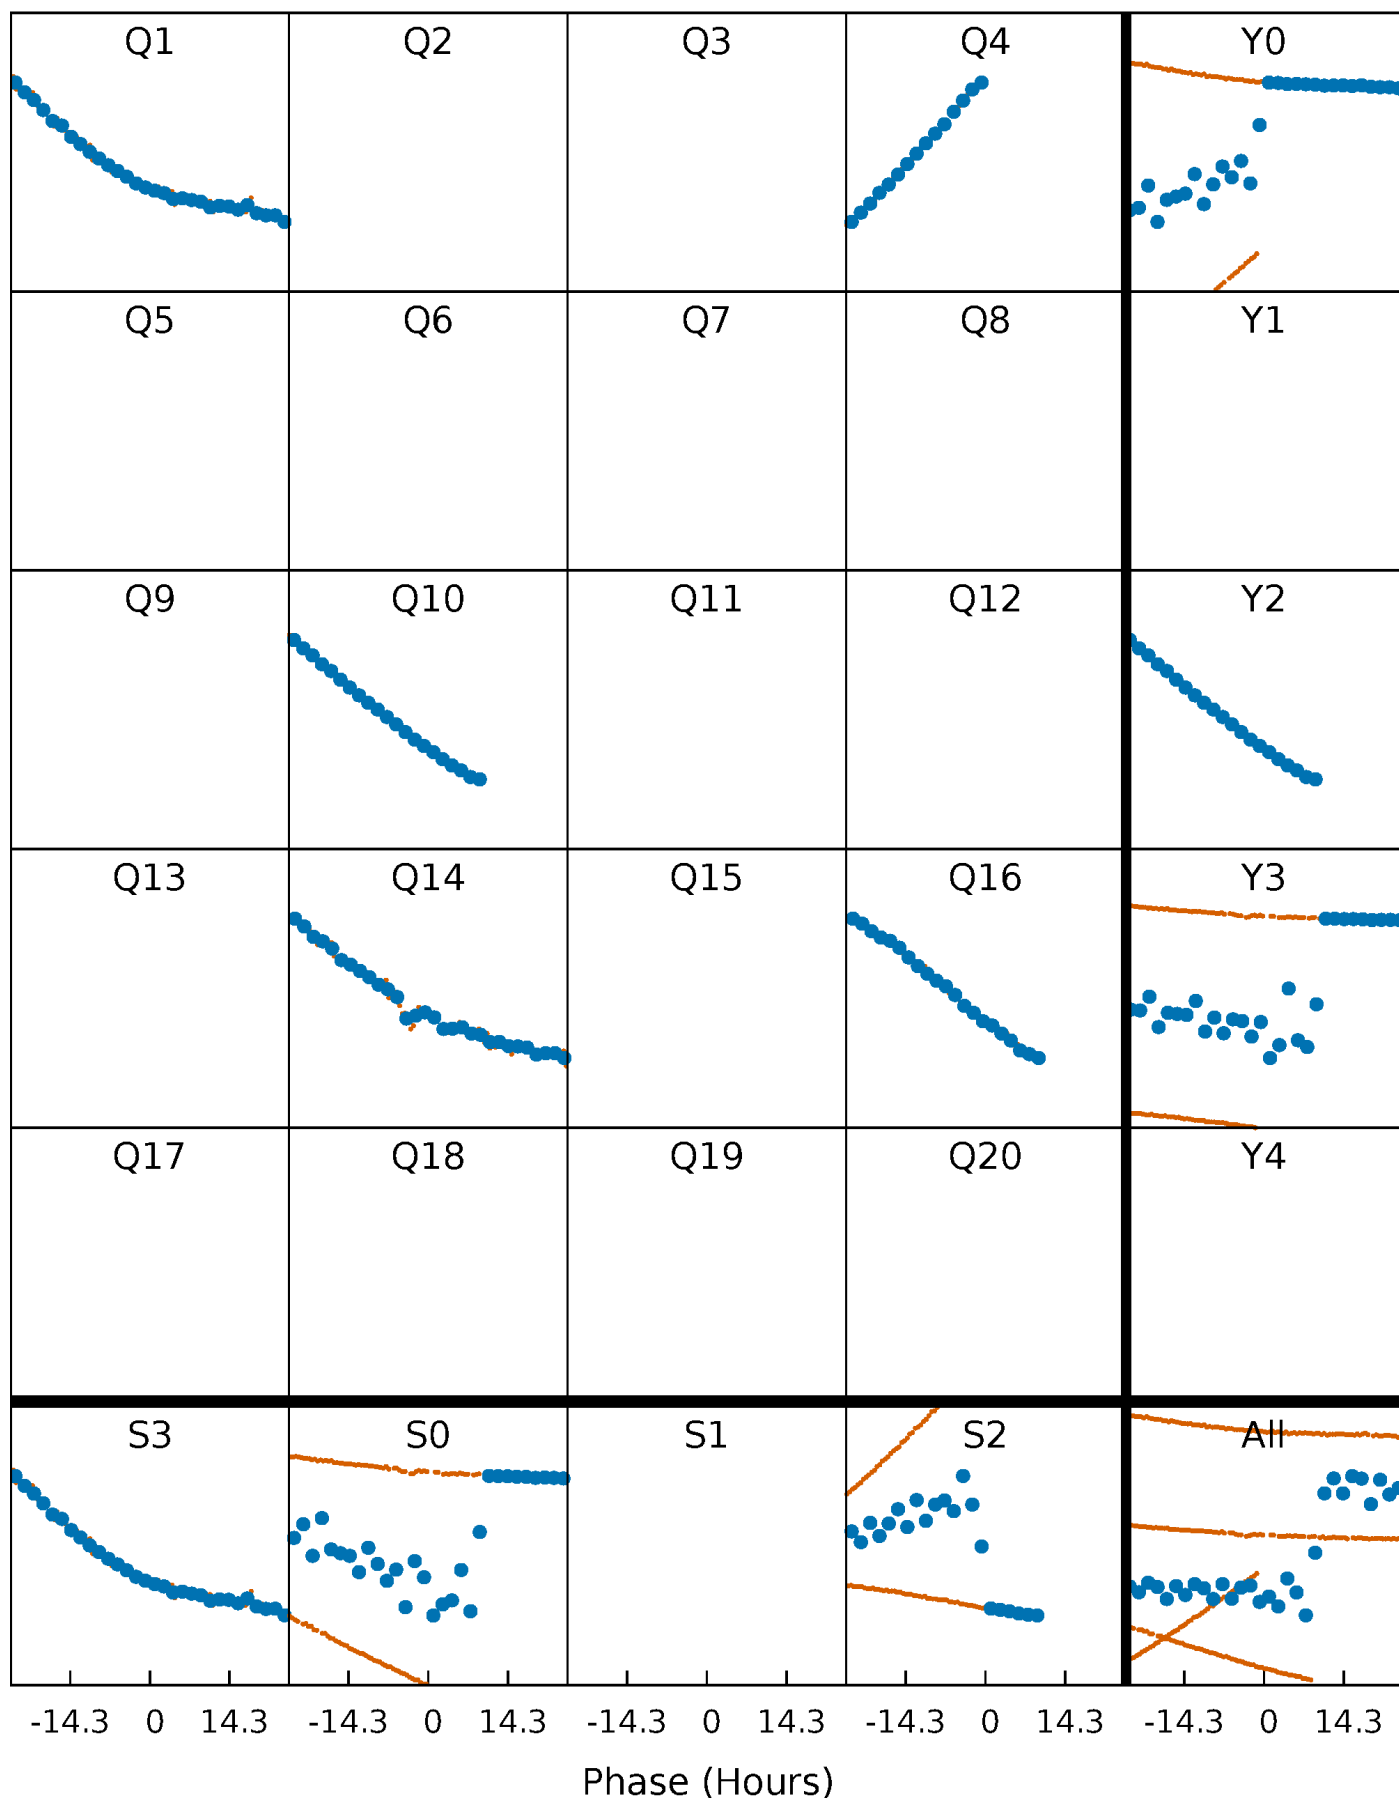 Q1 Q2 Q3 Q4 Y0
Q5 Q6 Q7 Q8 Y1
Q9 Q10 Q11 Q12 Y2
Q13 Q14 Q15 Q16 Y3
Q17 Q18 Q19 Q20 Y4
S3 S0 S1 S2 All
-14.3 0 14.3 -14.3 0 14.3 -14.3 0 14.3 -14.3 0 14.3 -14.3 0 14.3
Phase (Hours)